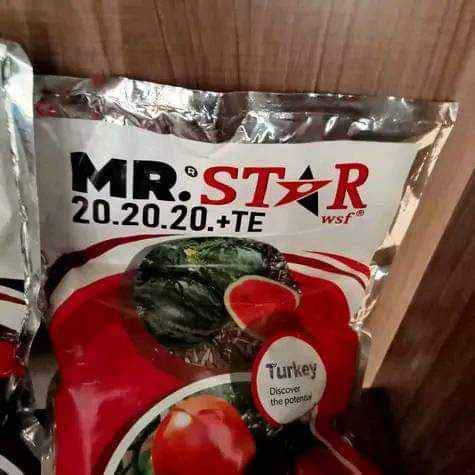 MR.® STAR
wsf®
20.20.20.+TE
Turkey
Discover
the potential